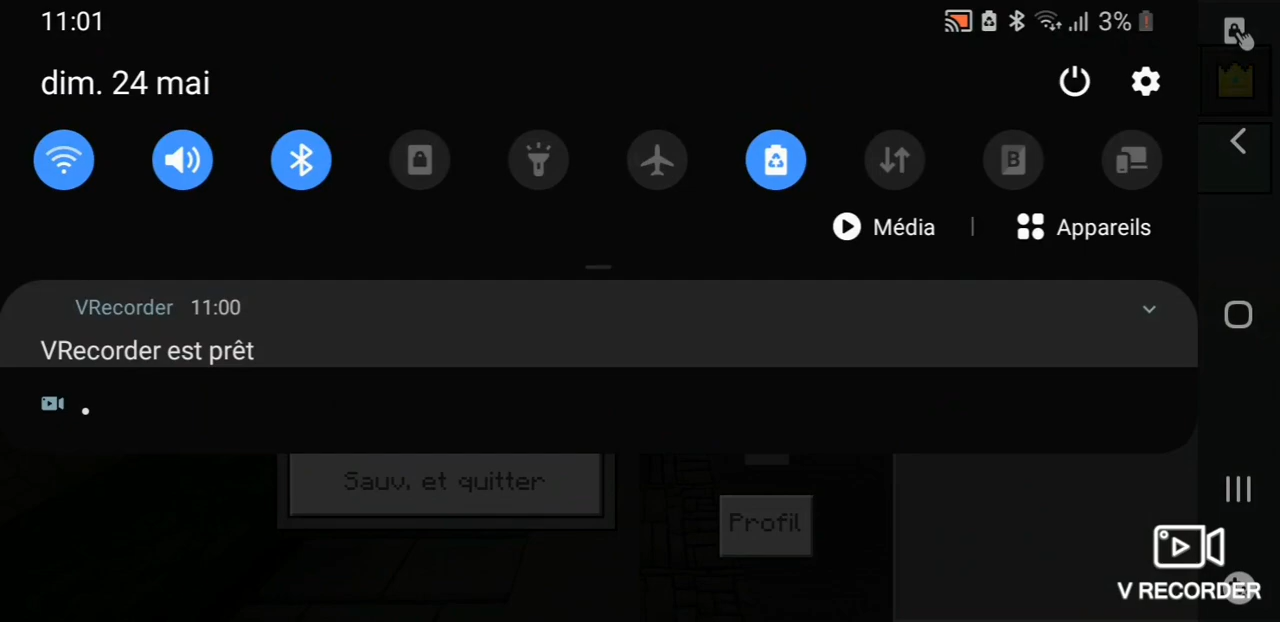 11:01
3%
dim. 24 mai
B
Média | Appareils
VRecorder 11:00
VRecorder est prêt
Sauv. et quitter
Profil
V RECORDER